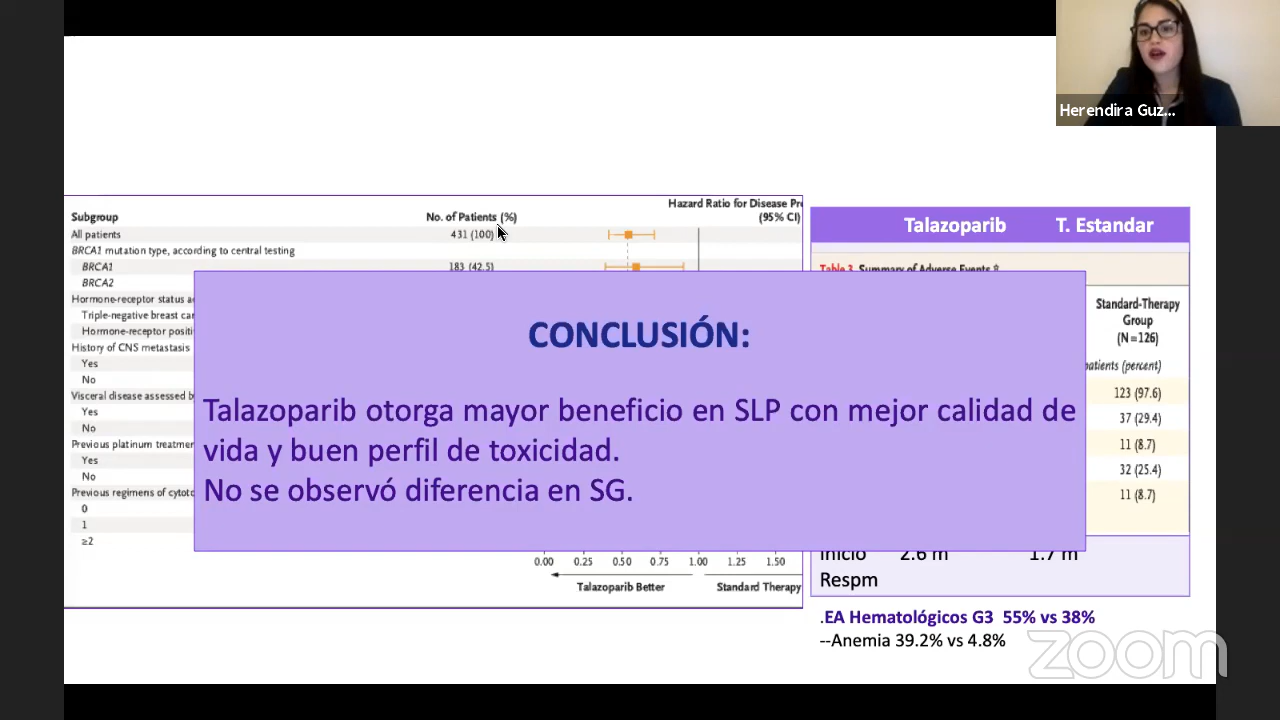 Herendira Guz...
Hazard Ratio for Disease Pr
Subgroup No. of Patients (%) (95% CI)
All patients 431 (100)
BRCA1 mutation type, according to central testing
BRCA1 183 (42.5)
BRCA2
Hormone-receptor status
Triple-negative breast
Hormone-receptor
History of CNS metastasis
Yes
No
Visceral disease assessed
Yes
No
Previous platinum
Yes
No
Previous regimens of
0
1
≥2
0.00 0.25 0.50 0.75 1.00 1.25 1.50
Talazoparib Better Standard Therapy
Talazoparib T. Estandar
Table 3. Summary of Adverse Events.
Standard-Therapy
Group
(N=126)
patients (percent)
123 (97.6)
37 (29.4)
11 (8.7)
32 (25.4)
11 (8.7)
CONCLUSIÓN:
Talazoparib otorga mayor beneficio en SLP con mejor calidad de
vida y buen perfil de toxicidad.
No se observó diferencia en SG.
Inicio 2.6 m 1.7 m
Respm
.EA Hematológicos G3 55% vs 38%
--Anemia 39.2% vs 4.8%
zoom